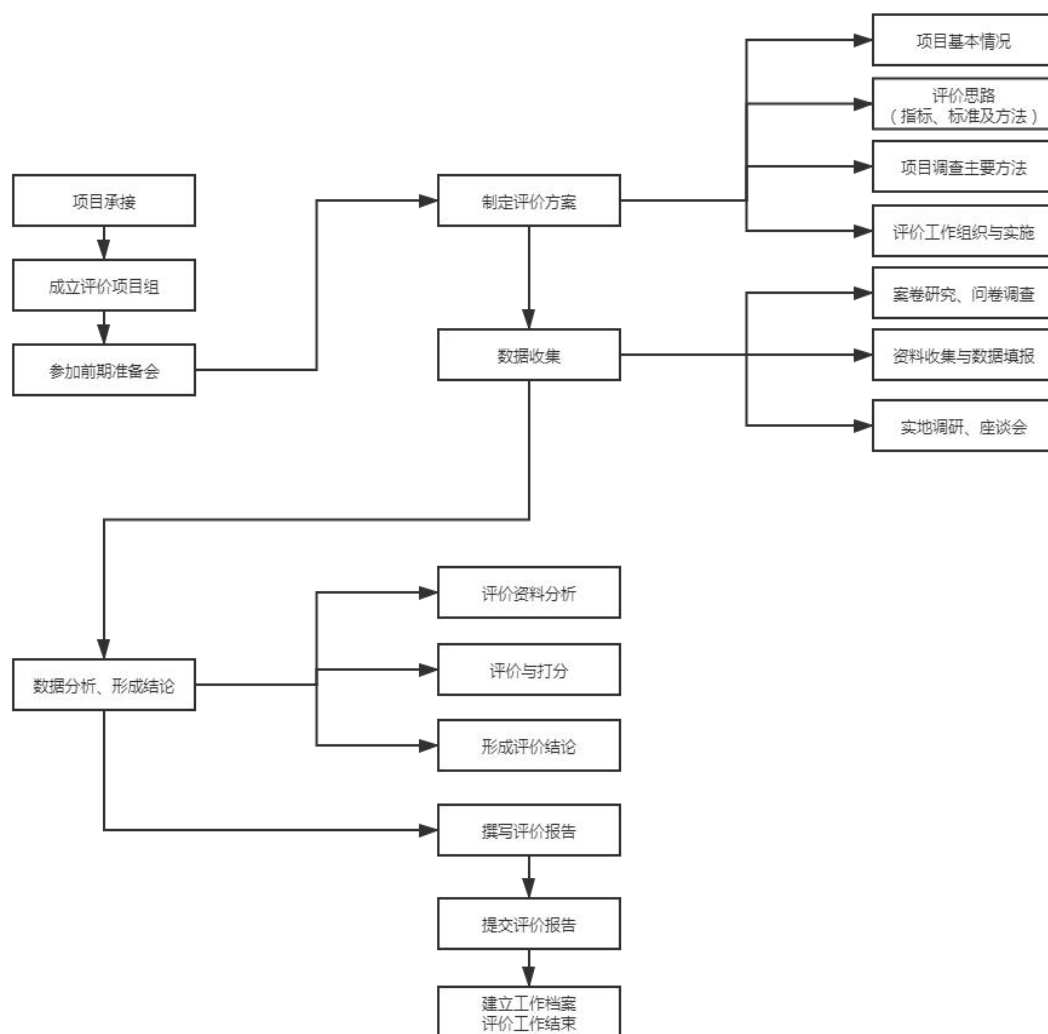 项目承接
成立评价项目组
参加前期准备会
制定评价方案
项目基本情况
评价思路
（指标、标准及方法）
项目调查主要方法
评价工作组织与实施
数据收集
案卷研究、问卷调查
资料收集与数据填报
实地调研、座谈会
数据分析、形成结论
评价资料分析
评价与打分
形成评价结论
撰写评价报告
提交评价报告
建立工作档案
评价工作结束